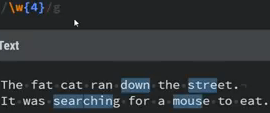 /\w{4}/g
Text
The fat cat ran down the street.
It was searching for a mouse to eat.